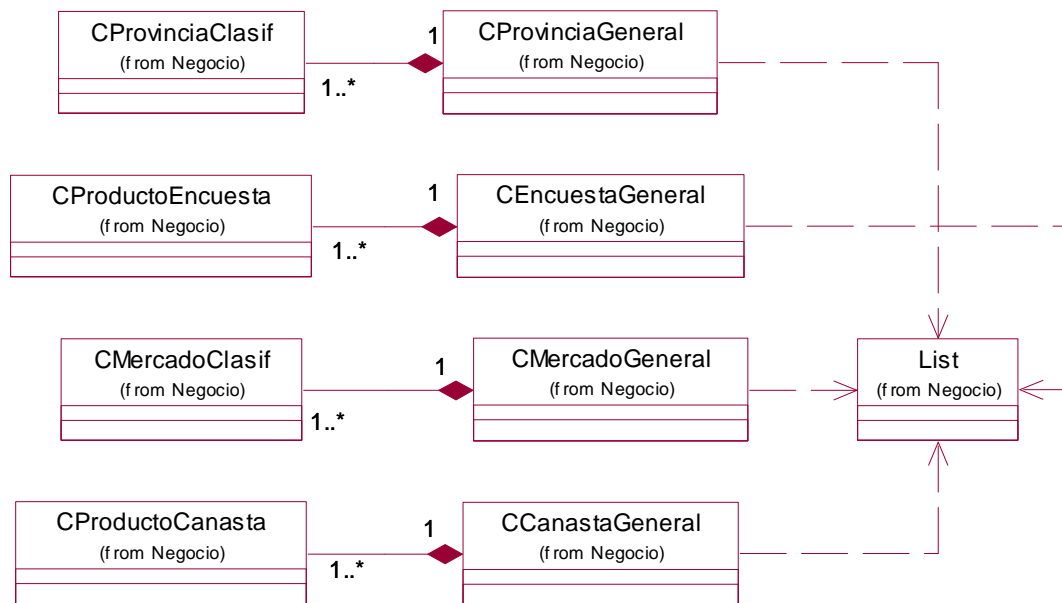 CProvinciaClasif
(from Negocio)
1..*
1
CProvinciaGeneral
(from Negocio)
CProductoEncuesta
(from Negocio)
1..*
1
CEncuestaGeneral
(from Negocio)
CMercadoClasif
(from Negocio)
1..*
1
CMercadoGeneral
(from Negocio)
List
(from Negocio)
CProductoCanasta
(from Negocio)
1..*
1
CCanastaGeneral
(from Negocio)